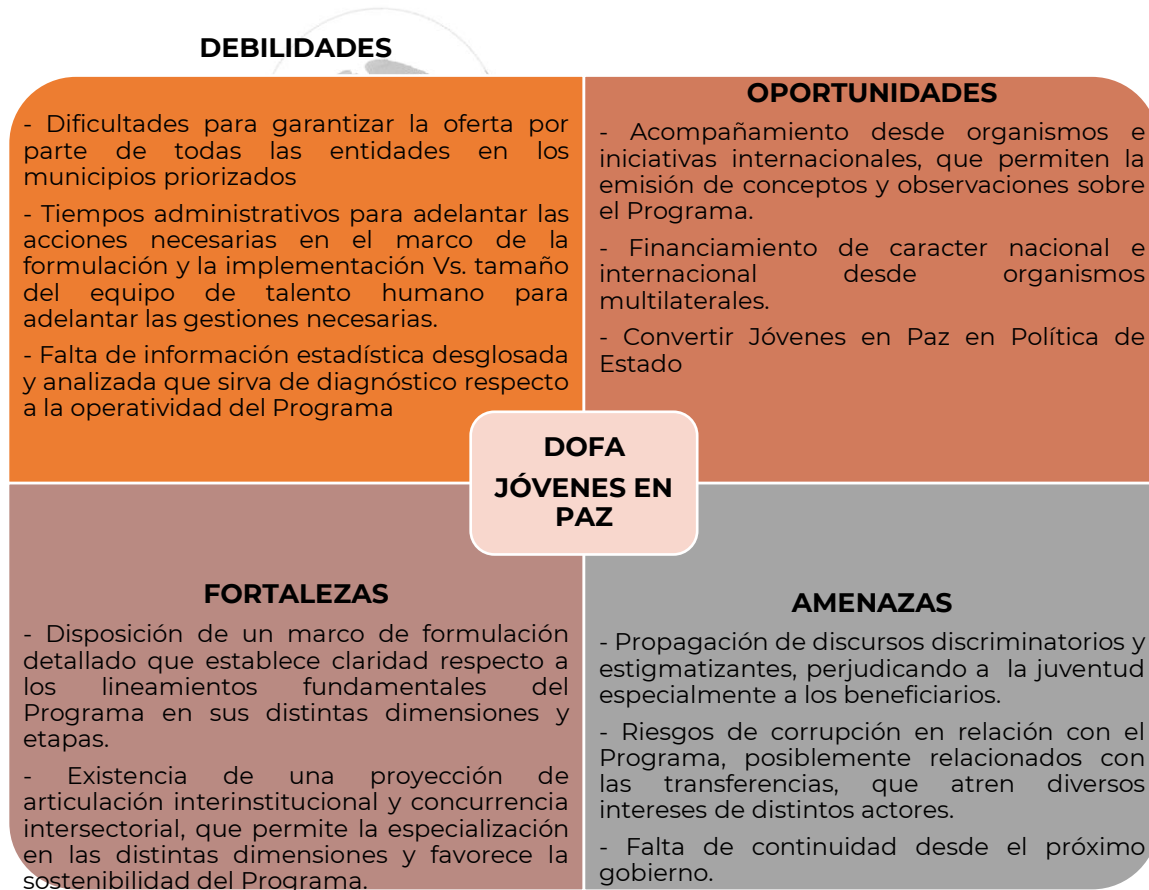 DEBILIDADES
- Dificultades para garantizar la oferta por
parte de todas las entidades en los
municipios priorizados
- Tiempos administrativos para adelantar las
acciones necesarias en el marco de la
formulación y la implementación Vs. tamaño
del equipo de talento humano para
adelantar las gestiones necesarias.
- Falta de información estadística desglosada
y analizada que sirva de diagnóstico respecto
a la operatividad del Programa
OPORTUNIDADES
- Acompañamiento desde organismos e
iniciativas internacionales, que permiten la
emisión de conceptos y observaciones sobre
el Programa.
- Financiamiento de caracter nacional e
internacional desde organismos
multilaterales.
- Convertir Jóvenes en Paz en Política de
Estado
DOFA
JÓVENES EN
PAZ
FORTALEZAS
- Disposición de un marco de formulación
detallado que establece claridad respecto a
los lineamientos fundamentales del
Programa en sus distintas dimensiones y
etapas.
- Existencia de una proyección de
articulación interinstitucional y concurrencia
intersectorial, que permite la especialización
en las distintas dimensiones y favorece la
sostenibilidad del Programa.
AMENAZAS
- Propagación de discursos discriminatorios y
estigmatizantes, perjudicando a la juventud
especialmente a los beneficiarios.
- Riesgos de corrupción en relación con el
Programa, posiblemente relacionados con
las transferencias, que atren diversos
intereses de distintos actores.
- Falta de continuidad desde el próximo
gobierno.